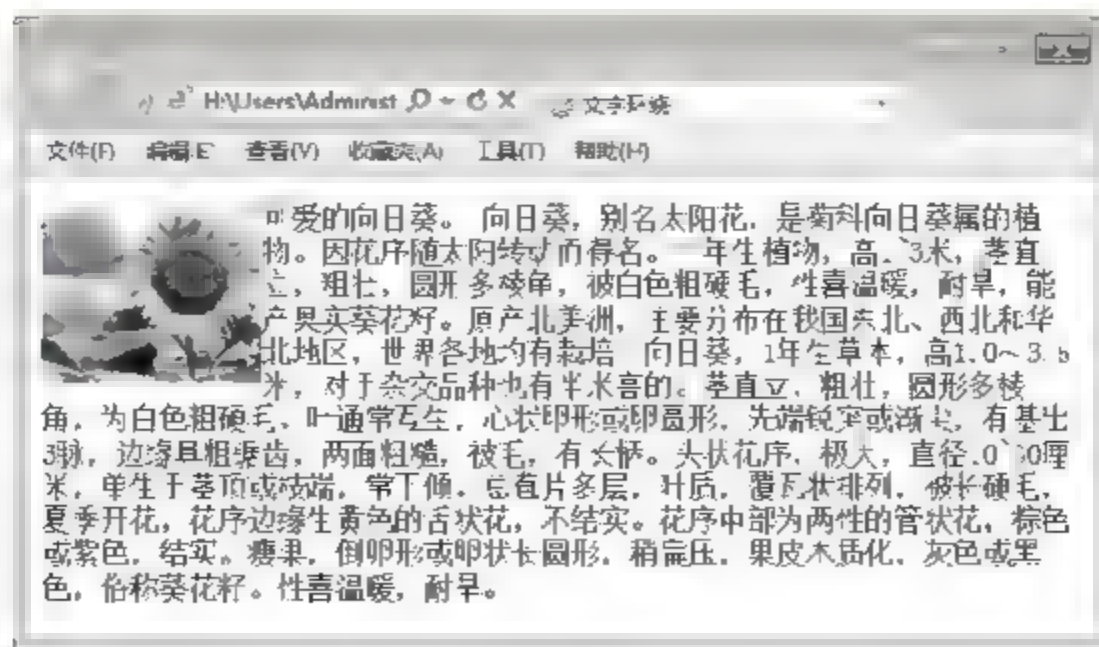 H:\Users\Administ
文字环绕
文件(F) 编辑(E) 查看(V) 收藏夹(A) 工具(T) 帮助(H)
可爱的向日葵。 向日葵,别名太阳花,是菊科向日葵属的植
物。因花序随太阳转动而得名。一年生植物,高 3米,茎直
立,粗壮,圆形多棱角,被白色粗硬毛,性喜温暖,耐旱,能
产果实葵花籽。原产北美洲,主要分布在我国东北、西北和华
北地区,世界各地均有栽培 向日葵,1年生草本,高1.0~3.5
米,对于杂交品种也有半米高的。茎直立,粗壮,圆形多棱
角,为白色粗硬毛,叶通常互生,心状卵形或卵圆形,先端锐突或渐尖,有基出
3脉,边缘具粗锯齿,两面粗糙,被毛,有长柄。头状花序,极大,直径 厘
米,单生于茎顶或枝端,常下倾。总苞片多层,叶质,覆瓦状排列,被长硬毛,
夏季开花,花序边缘生黄色的舌状花,不结实。花序中部为两性的管状花,棕色
或紫色,结实。瘦果,倒卵形或卵状长圆形,稍扁压,果皮木质化,灰色或黑
色,俗称葵花籽。性喜温暖,耐旱。